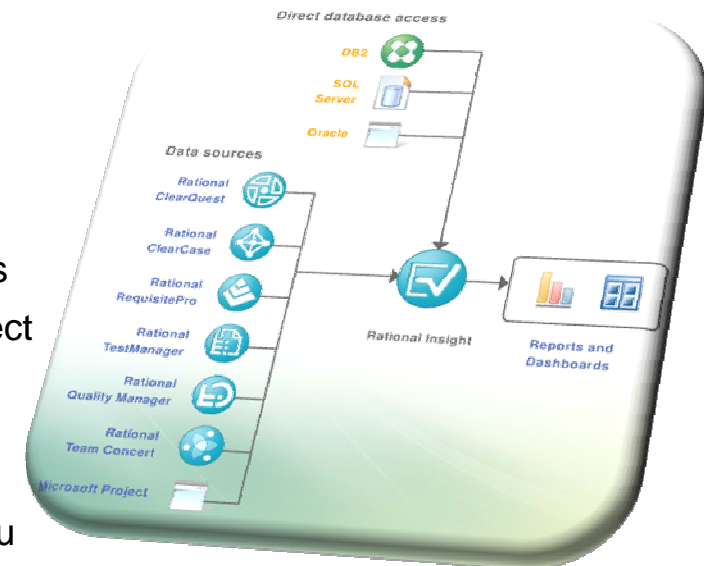 Direct database access
DB2
SQL
Server
Oracle
Data sources
Rational
ClearQuest
Rational
ClearCase
Rational
RequisitePro
Rational
TestManager
Rational
Quality Manager
Rational
Team Concert
Microsoft Project
Rational Insight
Reports and
Dashboards
s
ect
u